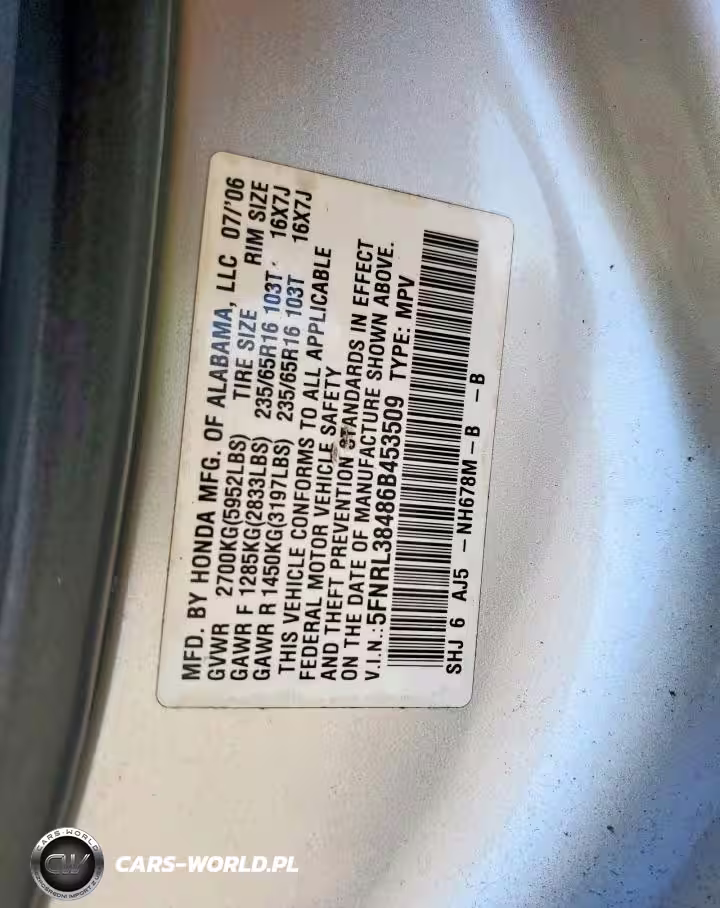 MFD. BY HONDA MFG. OF ALABAMA, LLC 07/'06
GVWR 2700KG(5952LBS) TIRE SIZE RIM SIZE
GAWR F 1285KG(2833LBS) 235/65R16 103T 16X7J
GAWR R 1450KG(3197LBS) 235/65R16 103T 16X7J
THIS VEHICLE CONFORMS TO ALL APPLICABLE
FEDERAL MOTOR VEHICLE SAFETY
AND THEFT PREVENTION STANDARDS IN EFFECT
ON THE DATE OF MANUFACTURE SHOWN ABOVE.
V.I.N.:5FNRL38486B453509 TYPE: MPV
SHJ 6 AJ5 -NH678M-B -B
CARS-WORLD
CW
CARS-WORLD.PL